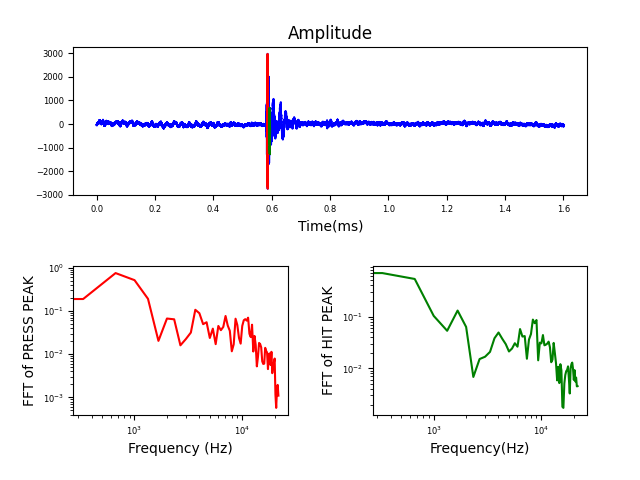 Amplitude
3000
2000
1000
0
−1000
−2000
−3000
0.0 0.2 0.4 0.6 0.8 1.0 1.2 1.4 1.6
Time(ms)
FFT of PRESS PEAK
10⁰
10⁻¹
10⁻²
10⁻³
10³ 10⁴
Frequency (Hz)
FFT of HIT PEAK
10⁻¹
10⁻²
10³ 10⁴
Frequency(Hz)